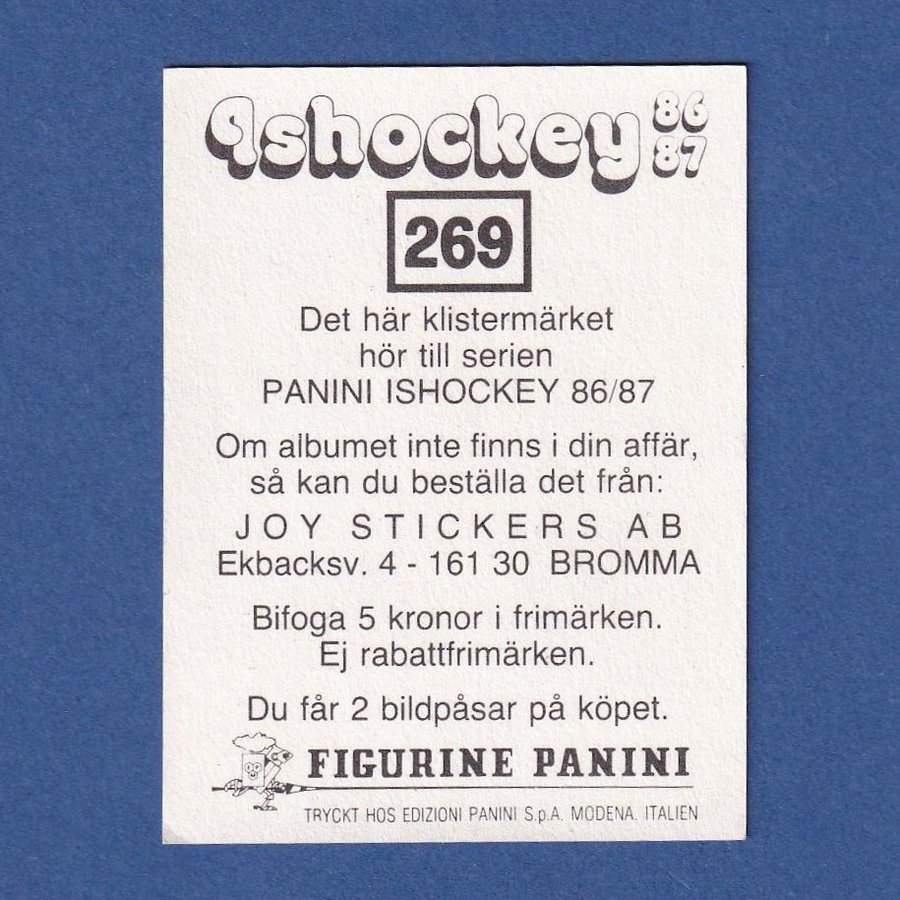 Ishockey 86
87
269
Det här klistermärket
hör till serien
PANINI ISHOCKEY 86/87
Om albumet inte finns i din affär,
så kan du beställa det från:
JOY STICKERS AB
Ekbacksv. 4 - 161 30 BROMMA
Bifoga 5 kronor i frimärken.
Ej rabattfrimärken.
Du får 2 bildpåsar på köpet.
FIGURINE PANINI
TRYCKT HOS EDIZIONI PANINI S.p.A. MODENA. ITALIEN